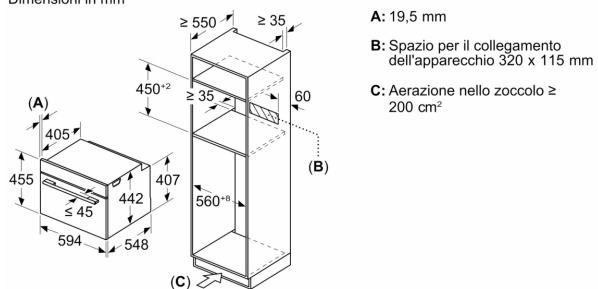 Dimensioni in mm
≥ 550
≥ 35
A: 19,5 mm
B: Spazio per il collegamento
dell'apparecchio 320 x 115 mm
C: Aerazione nello zoccolo ≥
200 cm²
450⁺²
≥ 35
60
(A)
405
(B)
455
442
407
≤ 45
560⁺⁸
594
548
(C)